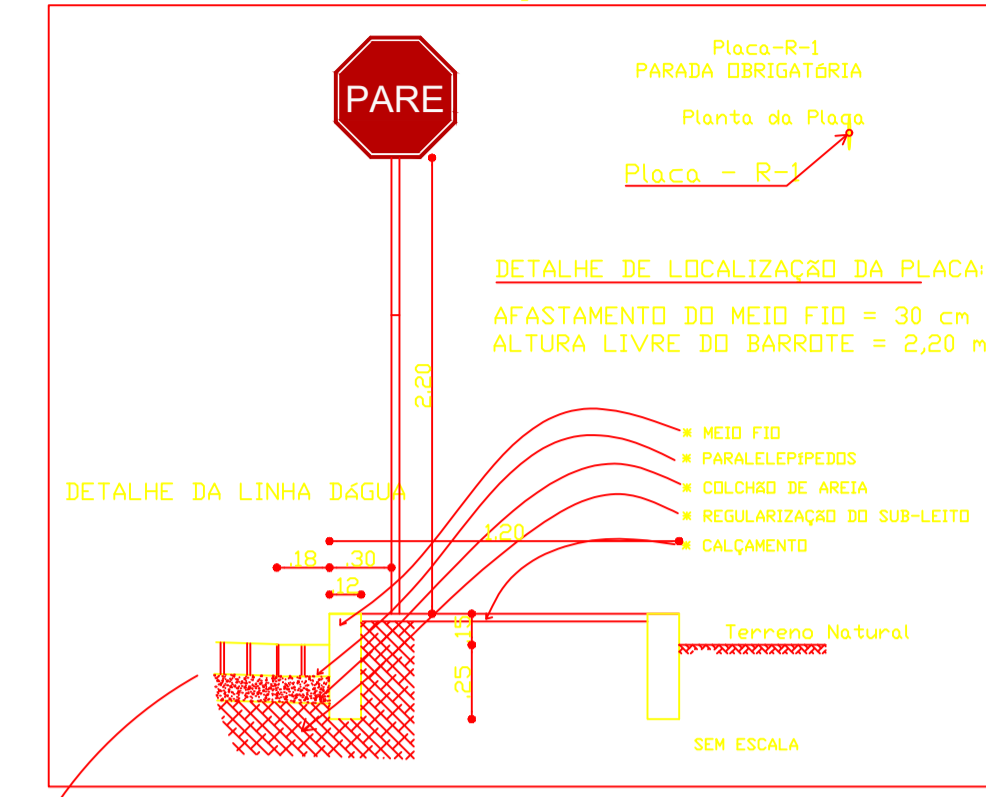 PARE
Placa-R-1
PARADA OBRIGATóRIA
Planta da Placa
Placa - R-1
DETALHE DE LOCALIZAÇÃO DA PLACA:
AFASTAMENTO DO MEIO FIO = 30 cm
ALTURA LIVRE DO BARROTE = 2,20 m
2.20
* MEIO FIO
* PARALELEPíPEDOS
* COLCHÃO DE AREIA
* REGULARIZAÇÃO DO SUB-LEITO
* CALÇAMENTO
DETALHE DA LINHA DáGUA
1.20
.18
.30
.12
.15
.25
Terreno Natural
SEM ESCALA